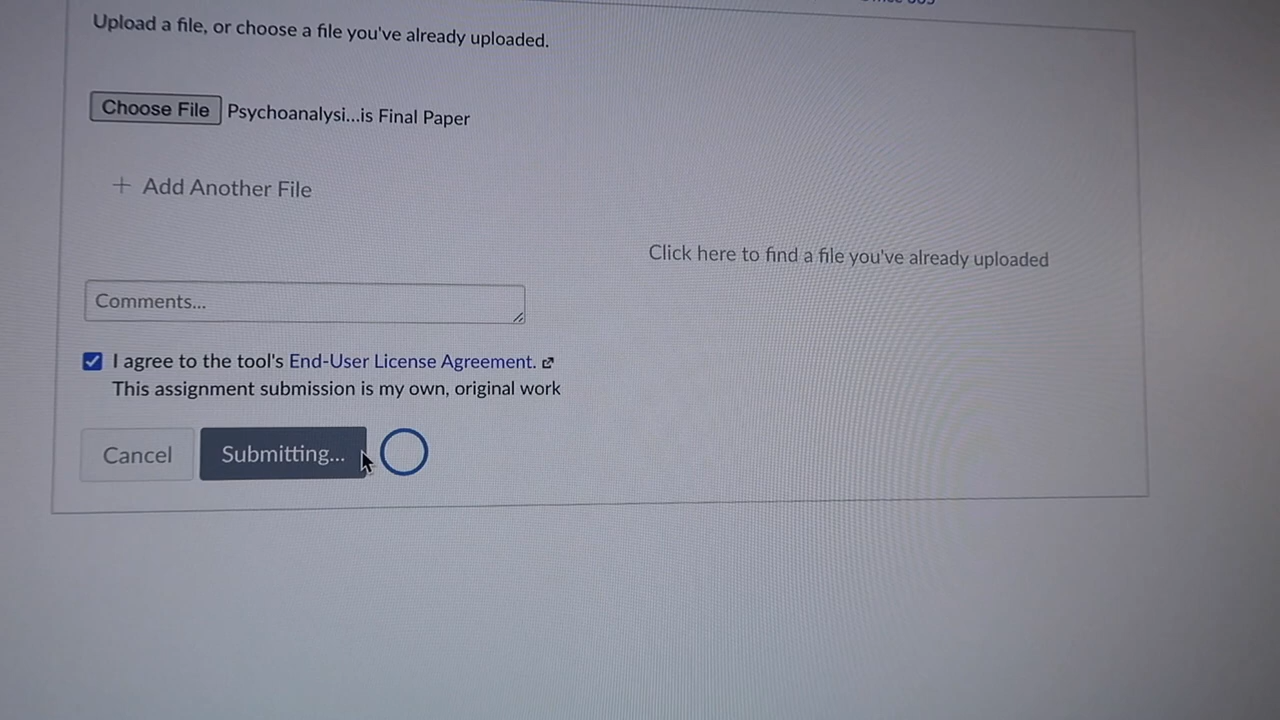 Upload a file, or choose a file you've already uploaded.
Choose File Psychoanalysi...is Final Paper
+ Add Another File
Click here to find a file you've already uploaded
Comments...
I agree to the tool's End-User License Agreement.
This assignment submission is my own, original work
Cancel Submitting...